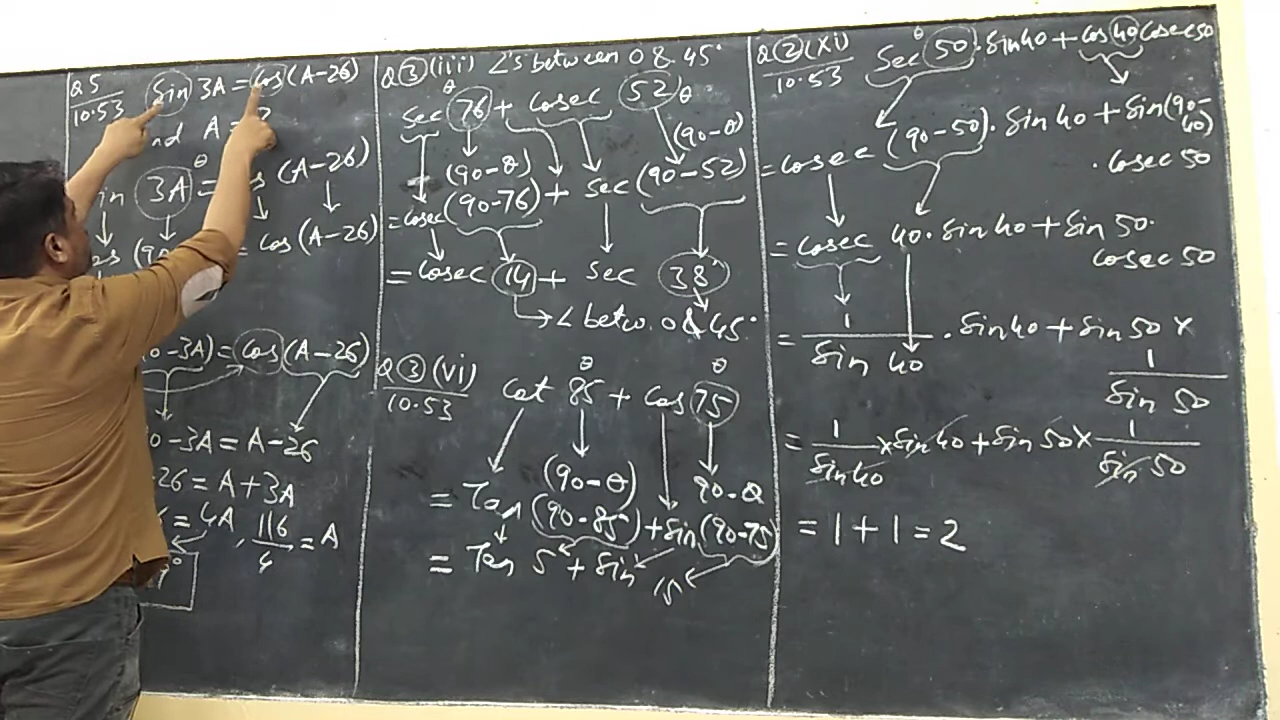 Q5
10.53
Sin 3A = Cos (A-26)
nd A = ?
in 3A = s (A-26)
θ
os (90 = Cos (A-26)
0-3A) = Cos (A-26)
0-3A = A-26
26 = A + 3A
= 4A, 116/4 = A
9°
Q③(iii) ∠'s between 0 & 45°
Sec 76 + Cosec 52
θ θ
(90-θ) (90-θ)
= Cosec (90-76) + Sec (90-52)
= Cosec 14 + Sec 38°
→ ∠ betw. 0 & 45°
Q③(vi)
10.53
θ θ
Cot 85 + Cos 75
(90-θ) 90-θ
= Tan (90-85°) + Sin (90-75)
= Tan 5° + Sin 15
Q②(xi)
10.53
θ
Sec 50 . Sin 40 + Cos 40 Cosec 50
= Cosec (90-50) . Sin 40 + Sin (90-40)
. Cosec 50
= Cosec 40 . Sin 40 + Sin 50 .
Cosec 50
= 1/Sin 40 . Sin 40 + Sin 50 ×
1/Sin 50
= 1/Sin 40 × Sin 40 + Sin 50 × 1/Sin 50
= 1 + 1 = 2